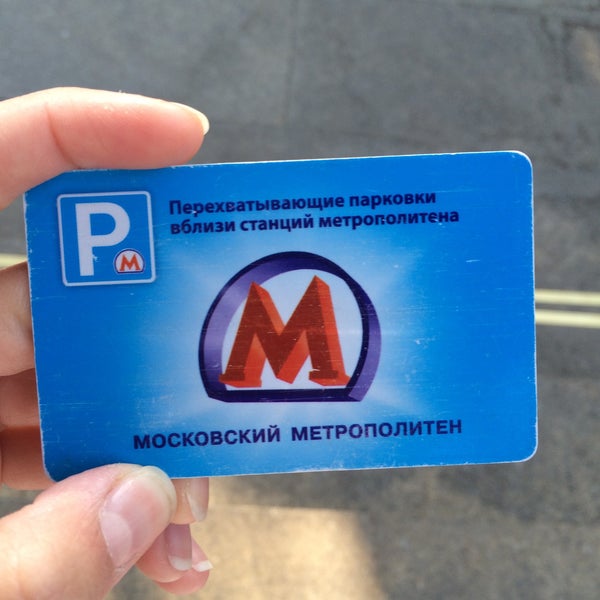 P
М
Перехватывающие парковки
вблизи станций метрополитена
М
МОСКОВСКИЙ МЕТРОПОЛИТЕН